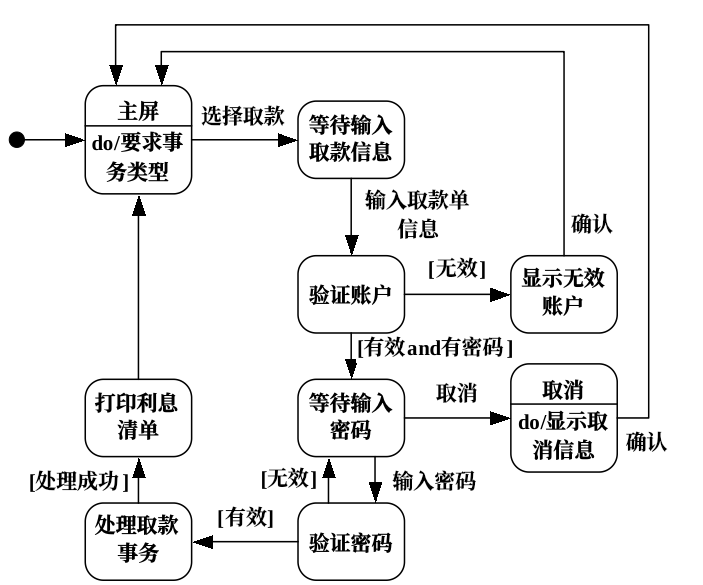 主屏
do/要求事
务类型
选择取款
等待输入
取款信息
输入取款单
信息
确认
验证账户
[无效]
显示无效
账户
[有效and有密码]
打印利息
清单
等待输入
密码
取消
取消
do/显示取
消信息
确认
[处理成功]
[无效]
输入密码
处理取款
事务
[有效]
验证密码